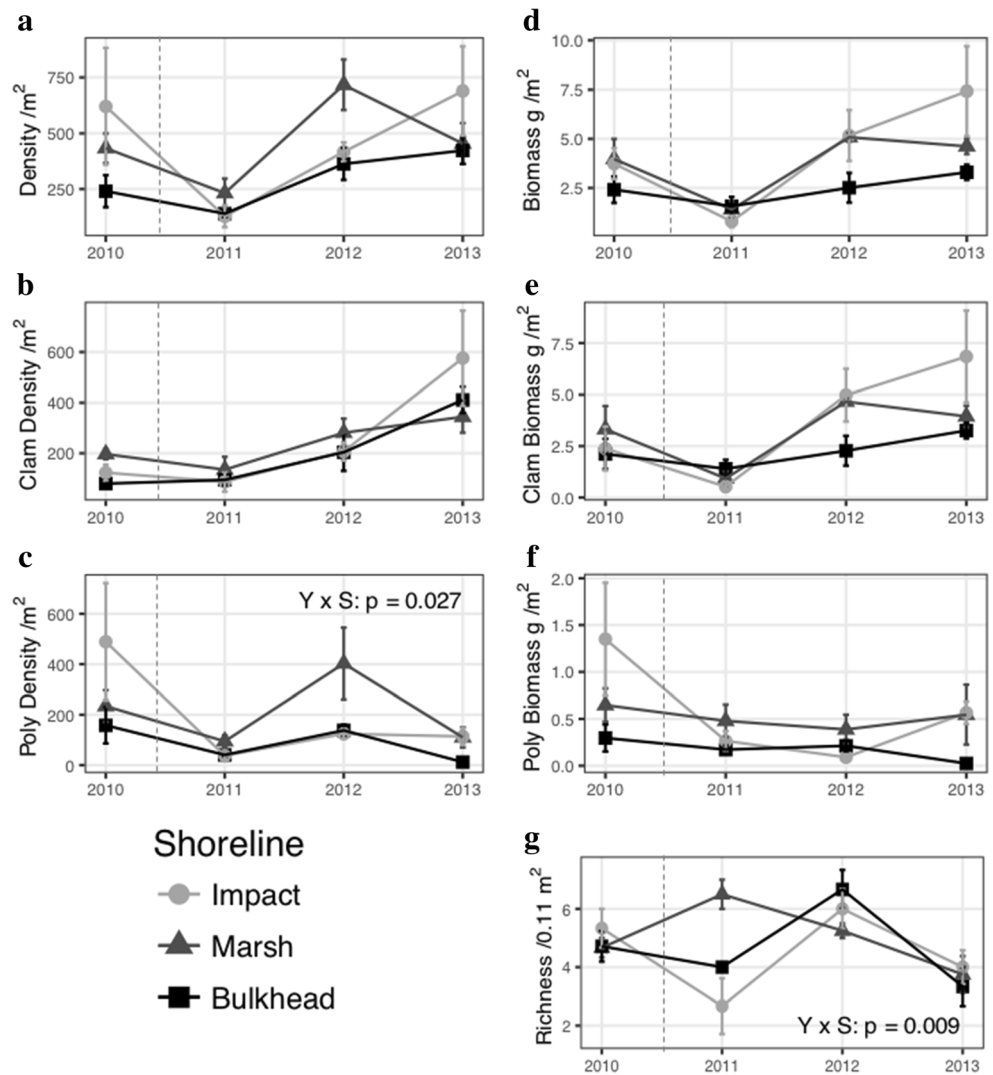 a
Density /m²
750
500
250
2010 2011 2012 2013
b
Clam Density /m²
600
400
200
2010 2011 2012 2013
c
Poly Density /m²
600
400
200
0
Y x S: p = 0.027
2010 2011 2012 2013
Shoreline
Impact
Marsh
Bulkhead
d
Biomass g /m²
10.0
7.5
5.0
2.5
2010 2011 2012 2013
e
Clam Biomass g /m²
7.5
5.0
2.5
0.0
2010 2011 2012 2013
f
Poly Biomass g /m²
2.0
1.5
1.0
0.5
0.0
2010 2011 2012 2013
g
Richness /0.11 m²
6
4
2
Y x S: p = 0.009
2010 2011 2012 2013